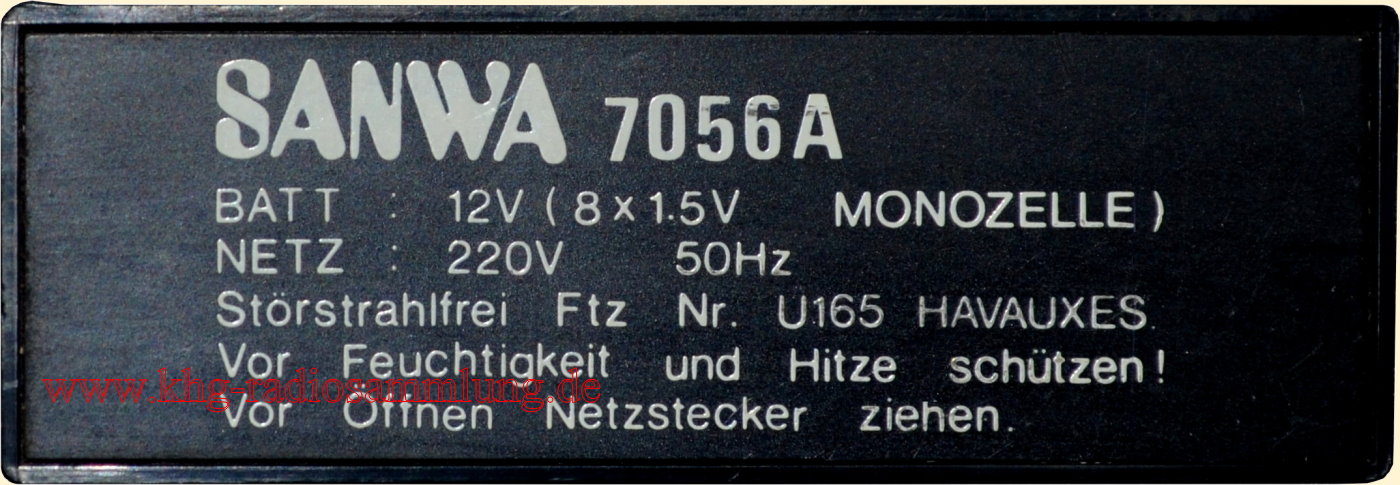 SANWA 7056A
BATT : 12V ( 8 x 1.5V MONOZELLE )
NETZ : 220V 50Hz
Störstrahlfrei Ftz Nr. U165 HAVAUXES.
Vor Feuchtigkeit und Hitze schützen!
www.khg-radiosammlung.de
Vor Öffnen Netzstecker ziehen.